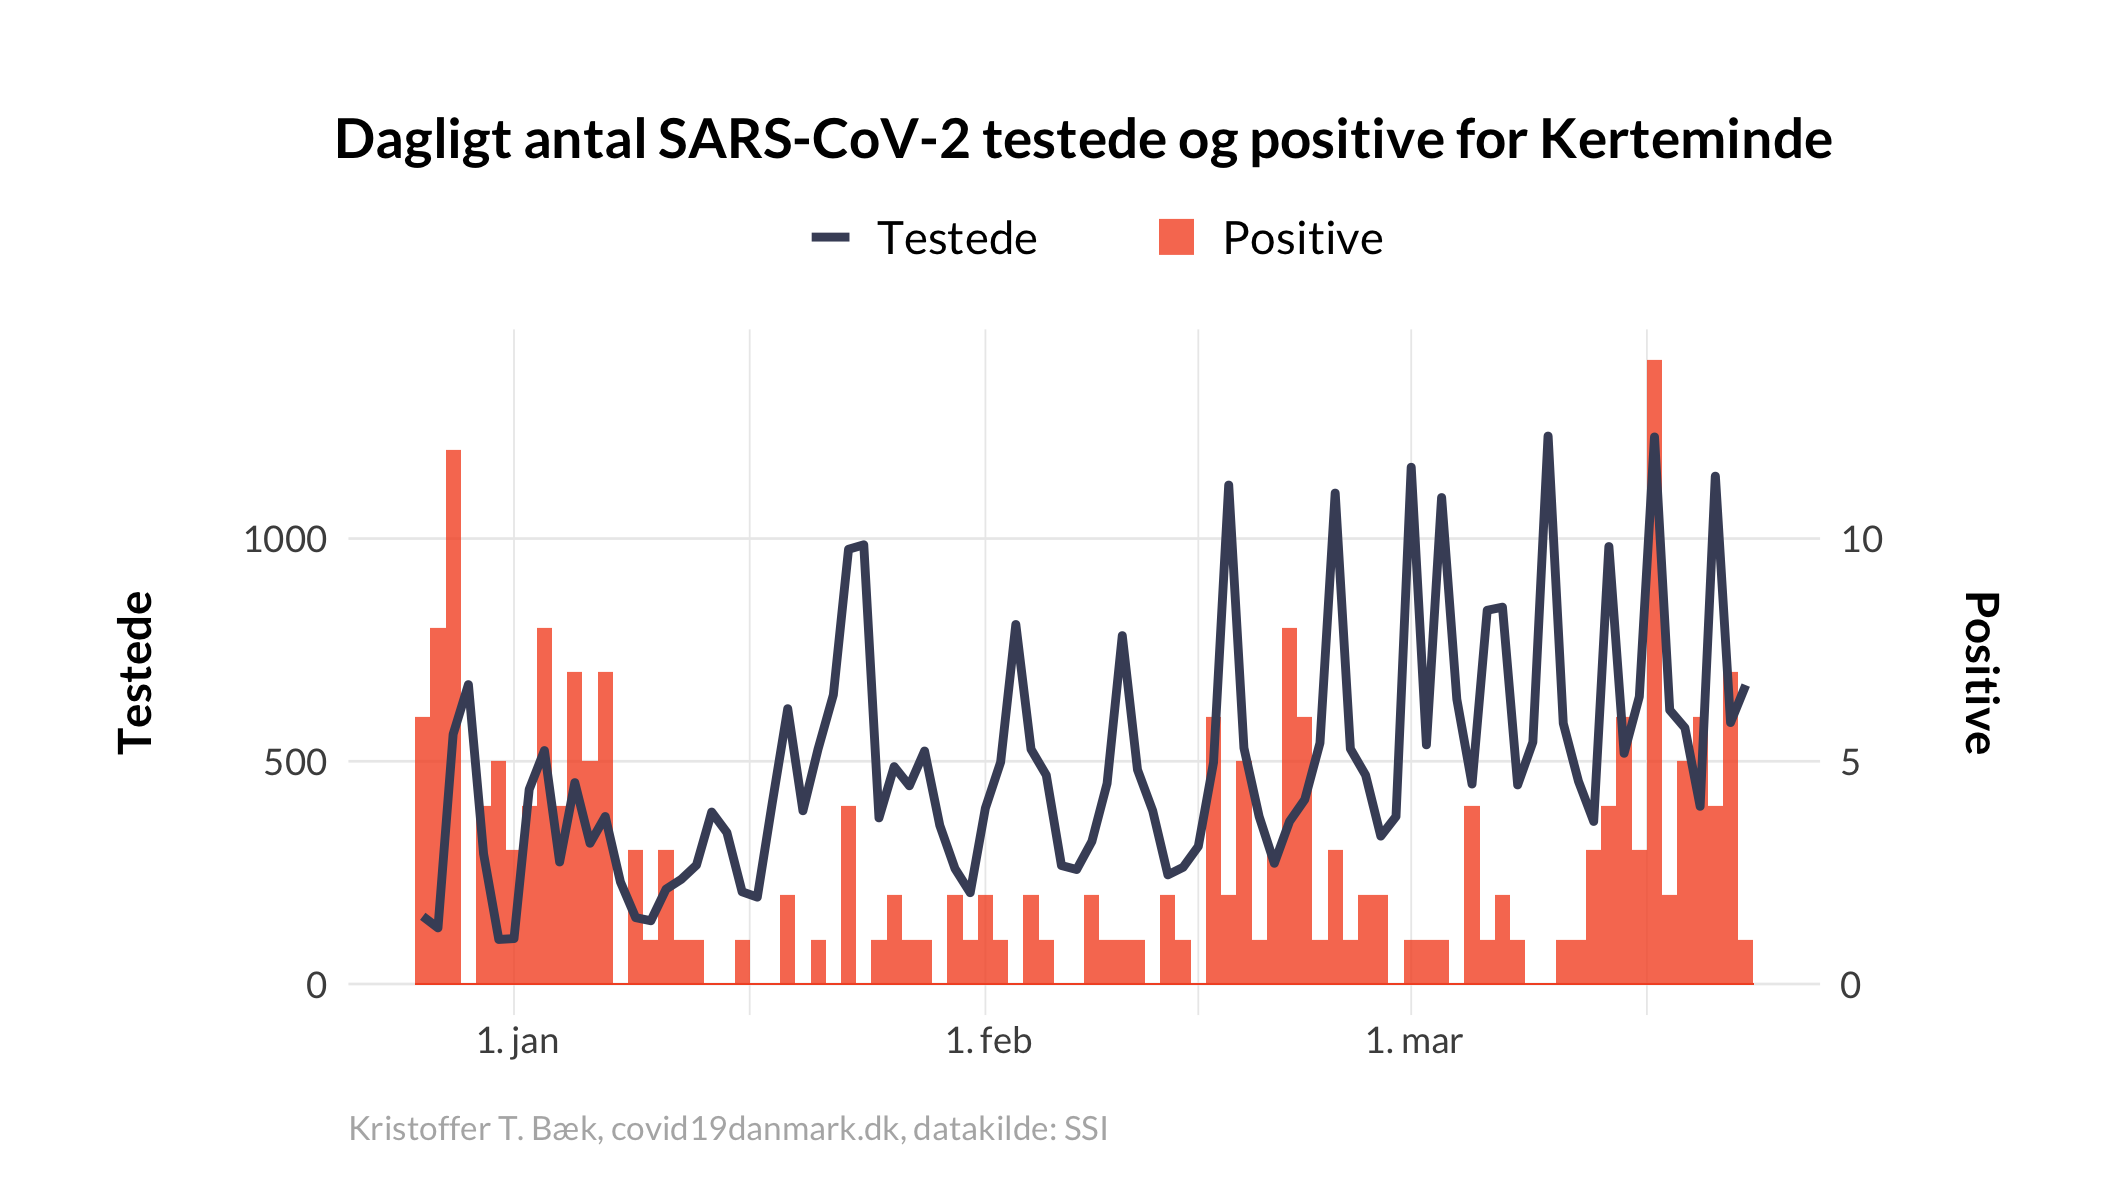 Dagligt antal SARS-CoV-2 testede og positive for Kerteminde
Testede
Positive
Testede
1000
500
0
10
5
0
Positive
1. jan
1. feb
1. mar
Kristoffer T. Bæk, covid19danmark.dk, datakilde: SSI